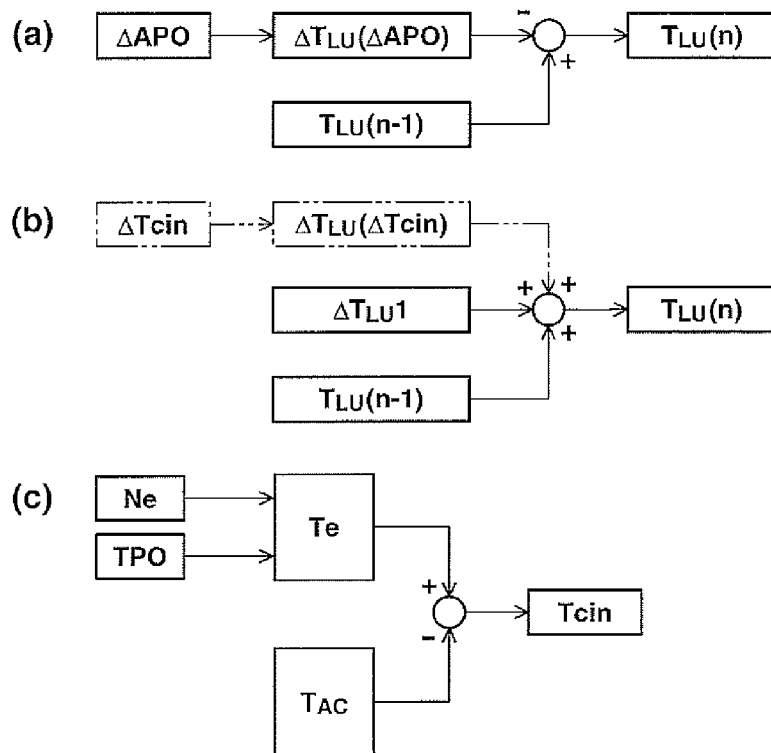 (a)
ΔAPO
ΔTLU(ΔAPO)
-
+
TLU(n)
TLU(n-1)
(b)
ΔTcin
ΔTLU(ΔTcin)
+
+
ΔTLU1
+
TLU(n)
TLU(n-1)
(c)
Ne
Te
TPO
+
-
Tcin
TAC